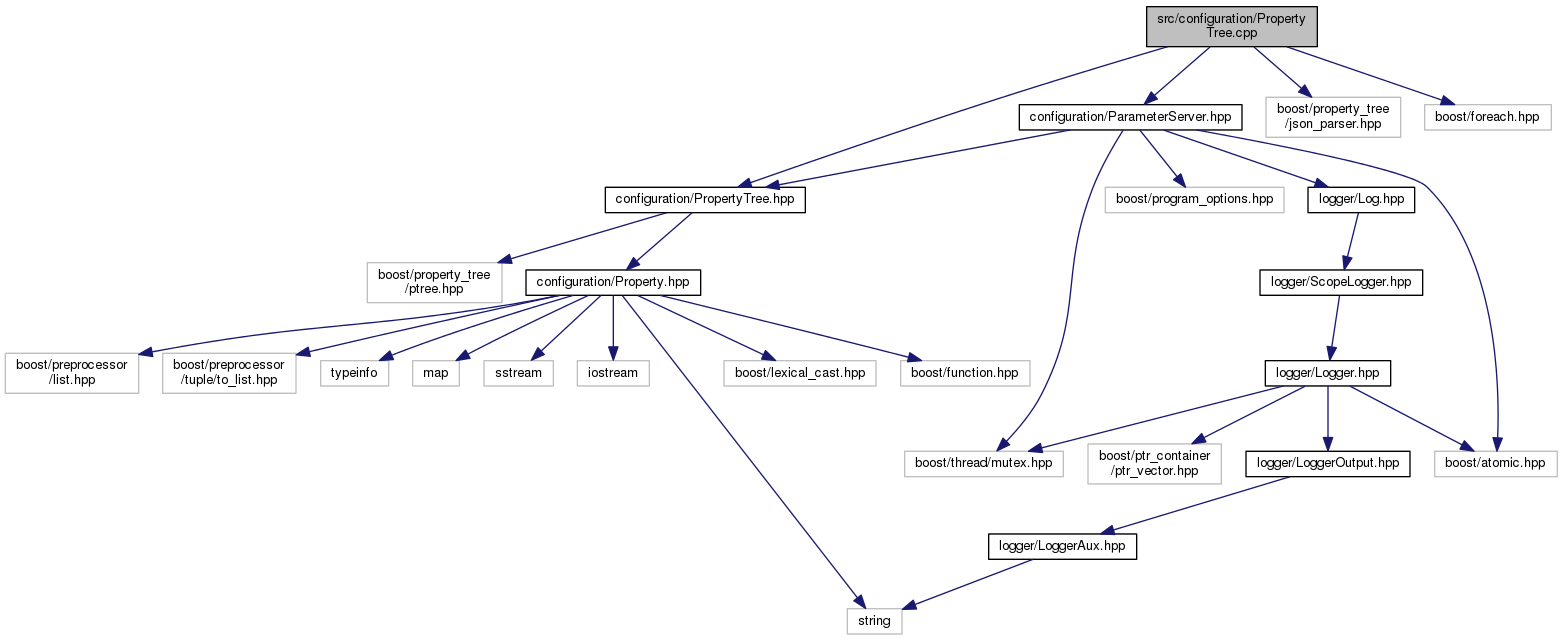 src/configuration/Property
Tree.cpp
configuration/ParameterServer.hpp
boost/property_tree
/json_parser.hpp
boost/foreach.hpp
configuration/PropertyTree.hpp
boost/program_options.hpp
logger/Log.hpp
boost/property_tree
/ptree.hpp
configuration/Property.hpp
logger/ScopeLogger.hpp
boost/preprocessor
/list.hpp
boost/preprocessor
/tuple/to_list.hpp
typeinfo
map
sstream
iostream
boost/lexical_cast.hpp
boost/function.hpp
logger/Logger.hpp
boost/thread/mutex.hpp
boost/ptr_container
/ptr_vector.hpp
logger/LoggerOutput.hpp
boost/atomic.hpp
logger/LoggerAux.hpp
string